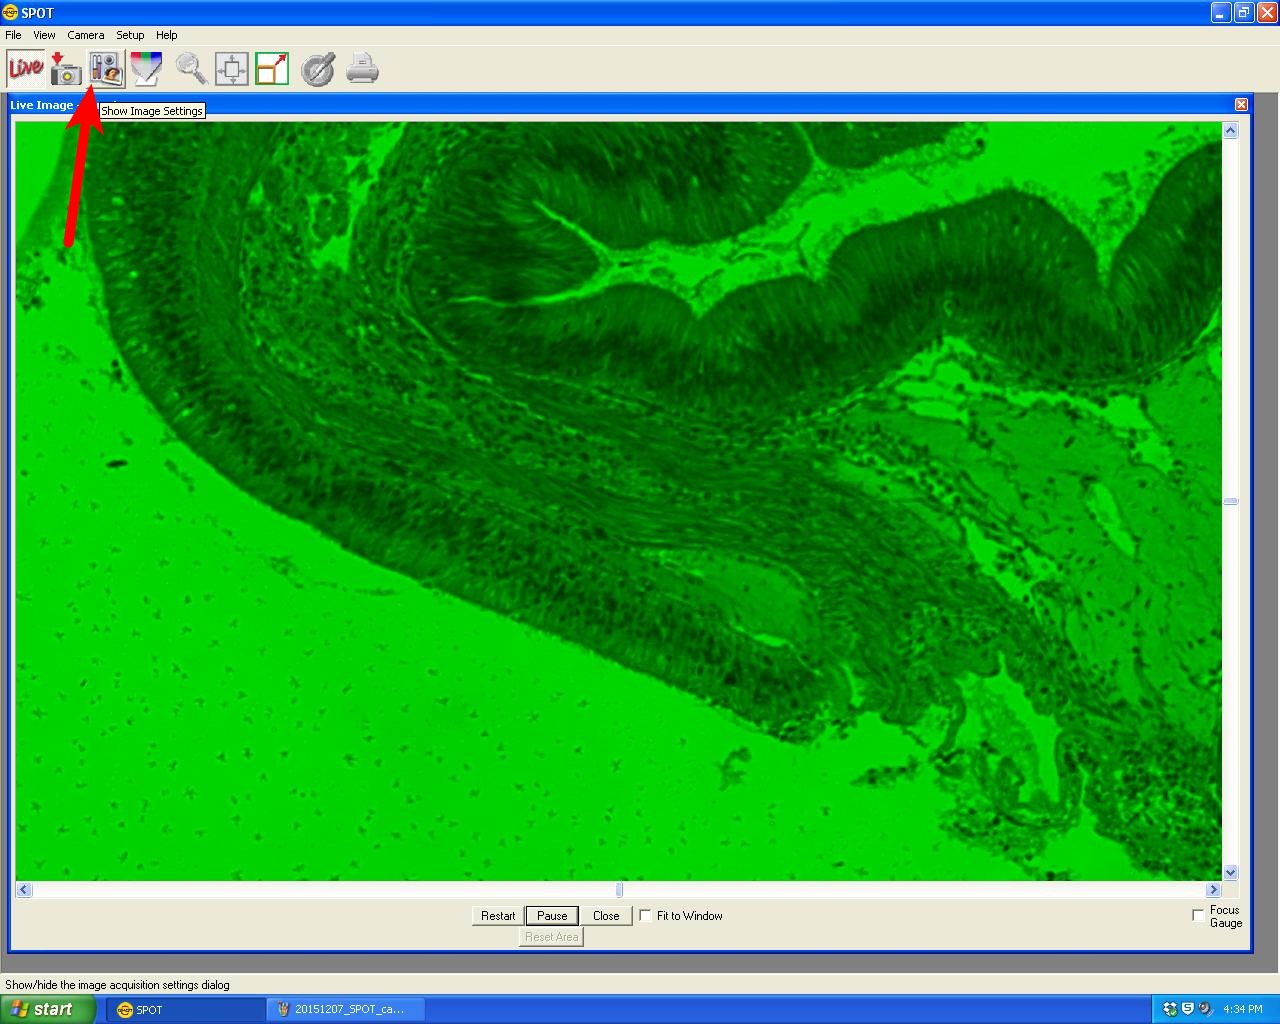 SPOT
File View Camera Setup Help
Live
Live Image -
Show Image Settings
Restart Pause Close Fit to Window
Focus
Gauge
Reset Area
Show/hide the image acquisition settings dialog
start SPOT 20151207_SPOT_ca... 4:34 PM